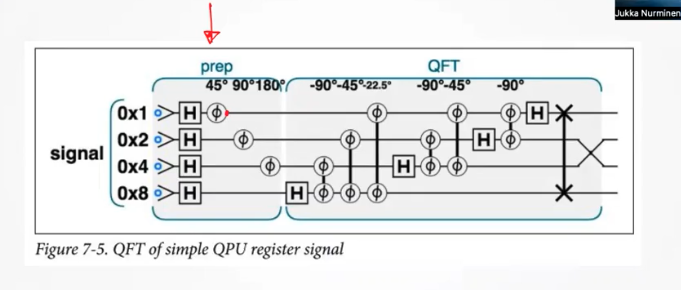 Jukka Nurminen
prep QFT
45° 90°180° -90°-45°-22.5° -90°-45° -90°
0x1 H ϕ ϕ ϕ ϕ H
0x2 H ϕ ϕ ϕ H ϕ
signal
0x4 H ϕ ϕ H ϕ ϕ
0x8 H H ϕ ϕ ϕ
Figure 7-5. QFT of simple QPU register signal